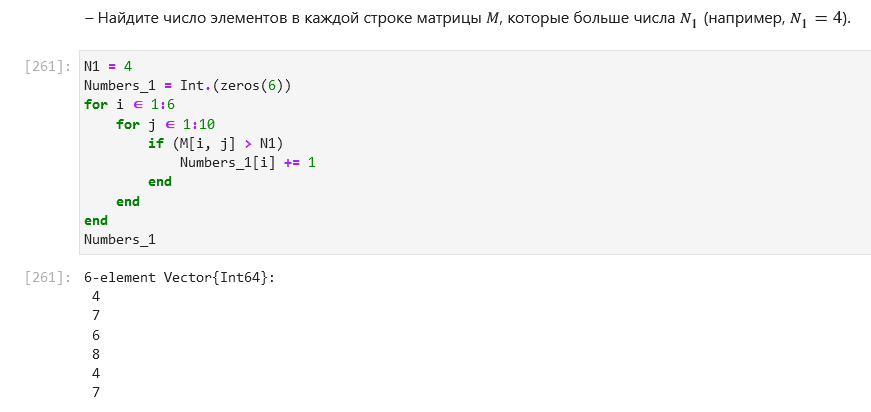 – Найдите число элементов в каждой строке матрицы M, которые больше числа N₁ (например, N₁ = 4).
[261]: N1 = 4
Numbers_1 = Int.(zeros(6))
for i ∈ 1:6
    for j ∈ 1:10
        if (M[i, j] > N1)
            Numbers_1[i] += 1
        end
    end
end
Numbers_1
[261]: 6-element Vector{Int64}:
4
7
6
8
4
7